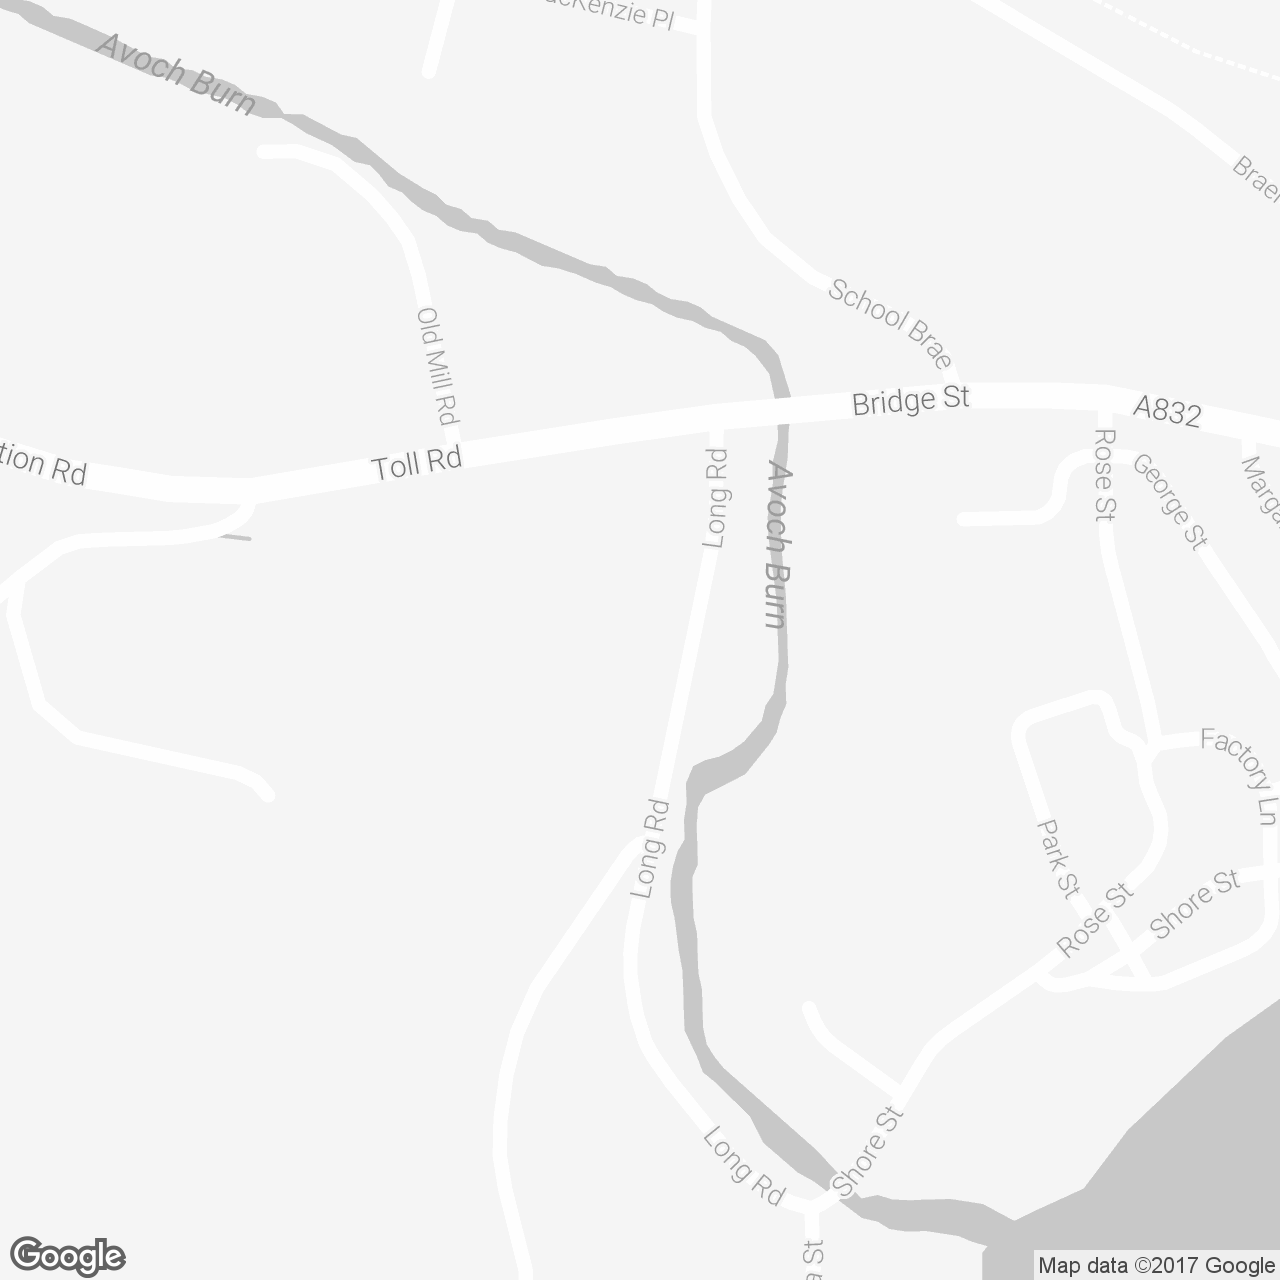 Avoch Burn
School Brae
Bridge St
A832
Old Mill Rd
Toll Rd
Rd
Long Rd
Avoch Burn
Rose St
George St
Factory Ln
Long Rd
Park St
Rose St
Shore St
Long Rd
Shore St
Pl
Google
Map data ©2017 Google